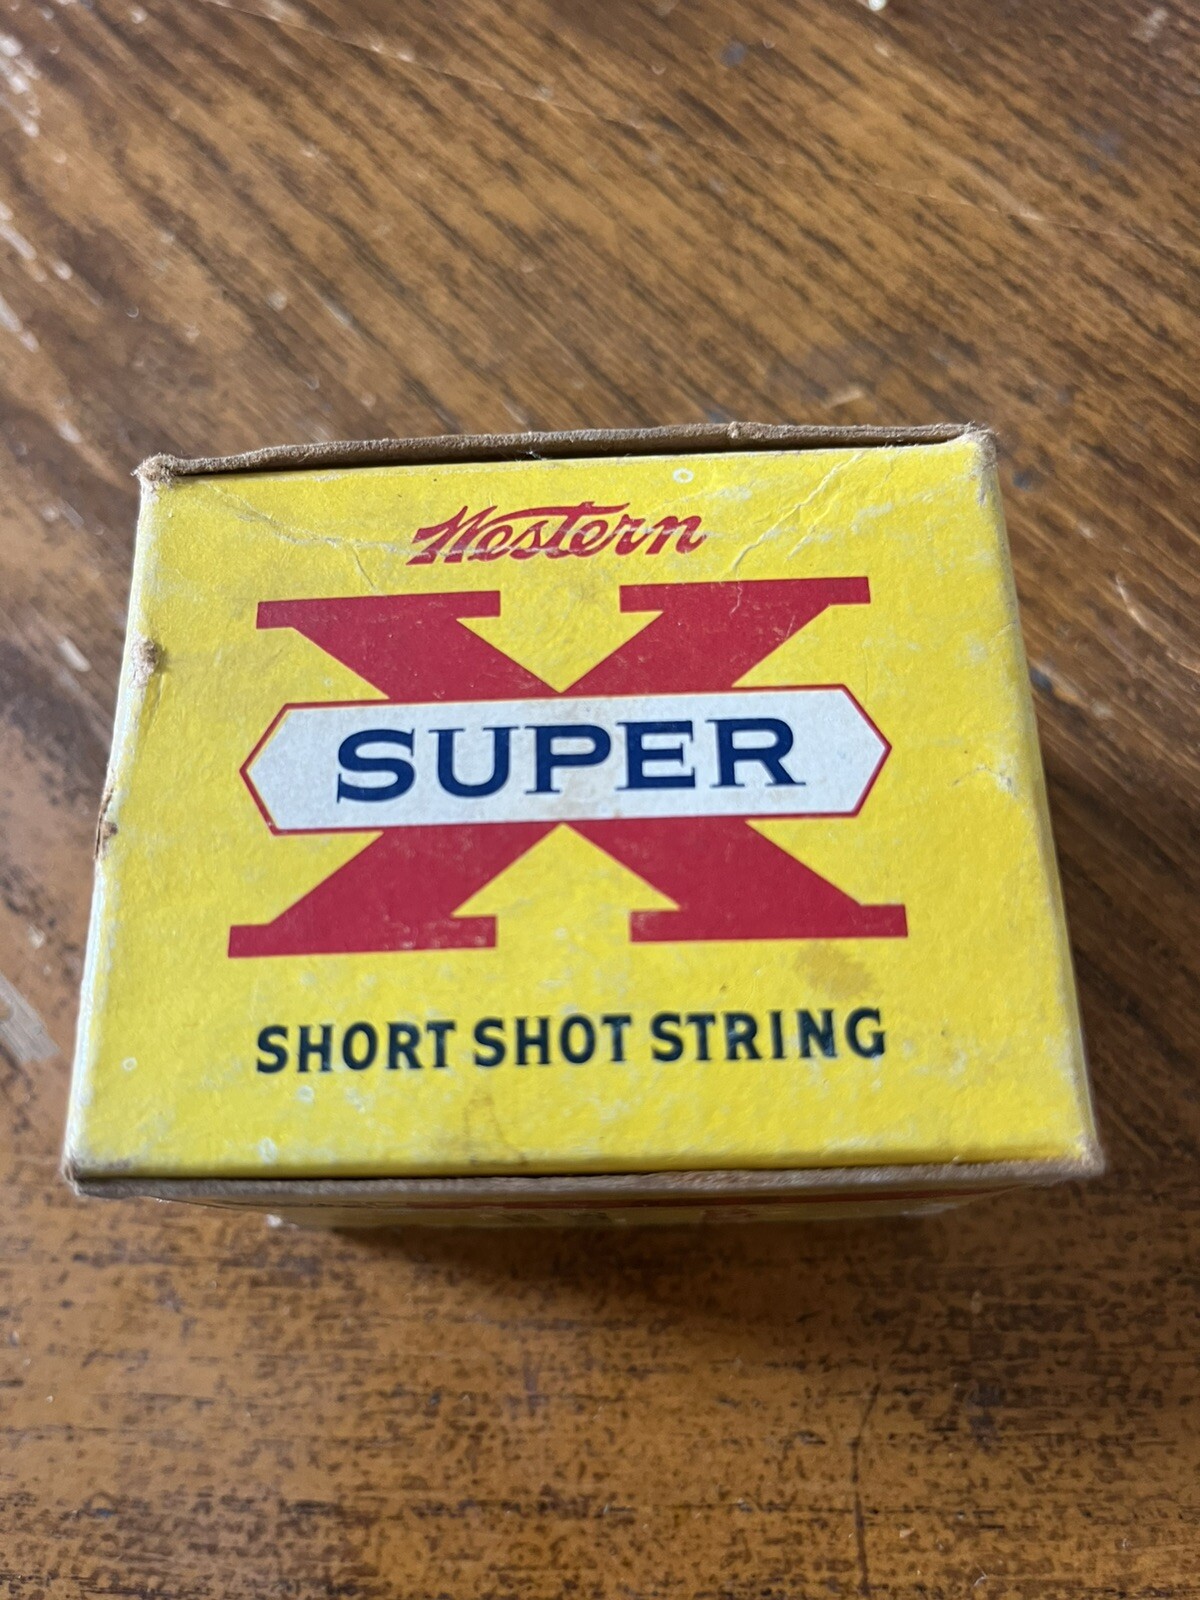 Western
X
SUPER
SHORT SHOT STRING